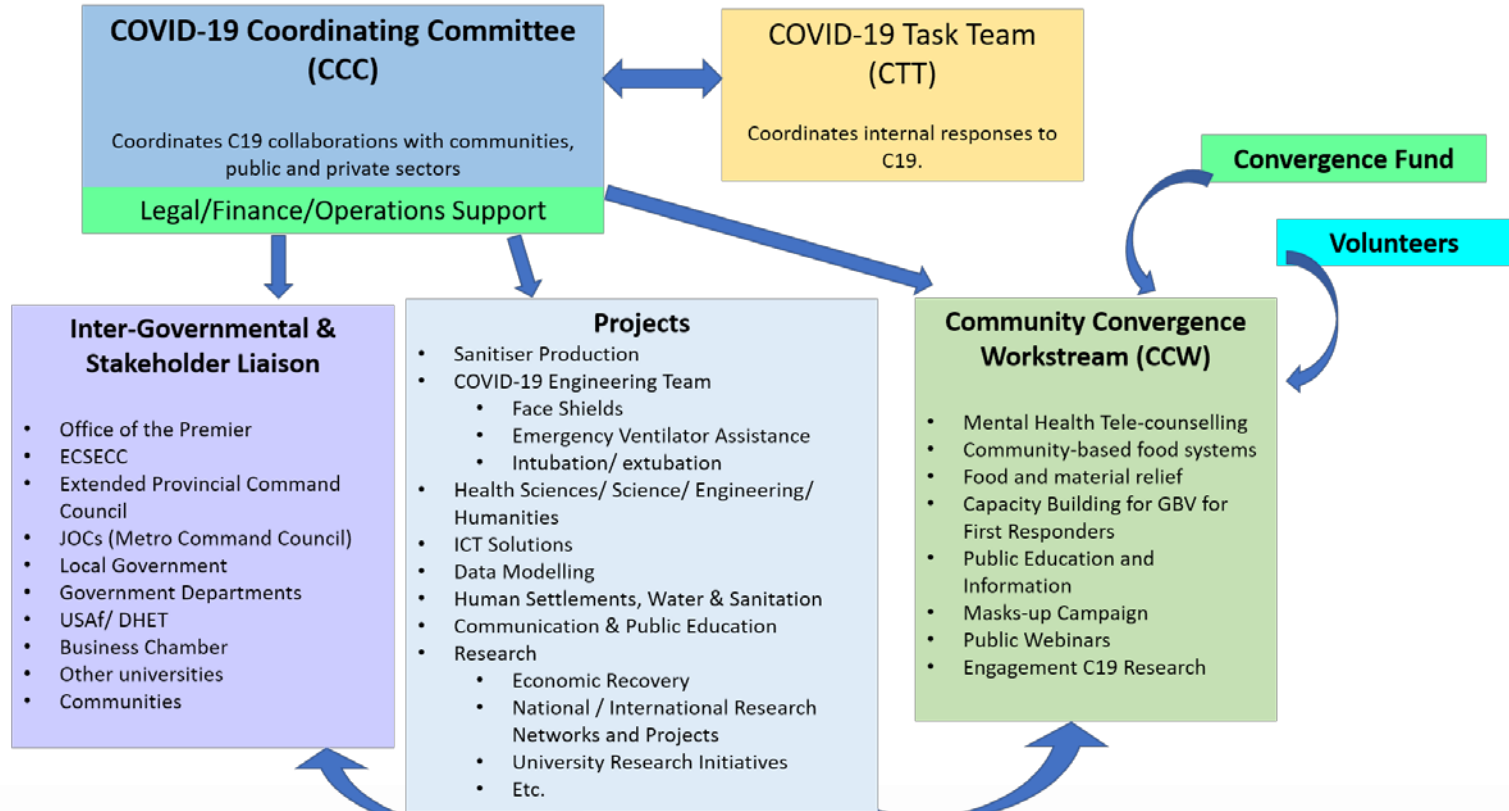 COVID-19 Coordinating Committee
(CCC)
Coordinates C19 collaborations with communities,
public and private sectors
Legal/Finance/Operations Support
COVID-19 Task Team
(CTT)
Coordinates internal responses to
C19.
Convergence Fund
Volunteers
Inter-Governmental &
Stakeholder Liaison
• Office of the Premier
• ECSECC
• Extended Provincial Command
Council
• JOCs (Metro Command Council)
• Local Government
• Government Departments
• USAf/ DHET
• Business Chamber
• Other universities
• Communities
Projects
• Sanitiser Production
• COVID-19 Engineering Team
• Face Shields
• Emergency Ventilator Assistance
• Intubation/ extubation
• Health Sciences/ Science/ Engineering/
Humanities
• ICT Solutions
• Data Modelling
• Human Settlements, Water & Sanitation
• Communication & Public Education
• Research
• Economic Recovery
• National / International Research
Networks and Projects
• University Research Initiatives
• Etc.
Community Convergence
Workstream (CCW)
• Mental Health Tele-counselling
• Community-based food systems
• Food and material relief
• Capacity Building for GBV for
First Responders
• Public Education and
Information
• Masks-up Campaign
• Public Webinars
• Engagement C19 Research